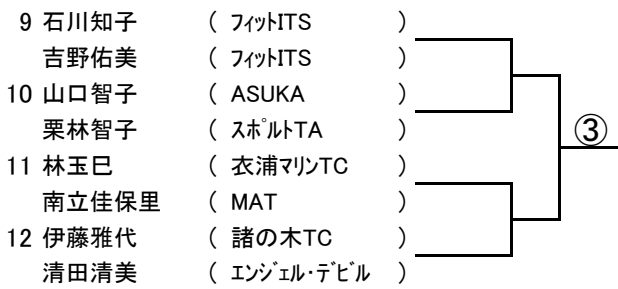 9 石川知子 ( フィットITS )
吉野佑美 ( フィットITS )
10 山口智子 ( ASUKA )
栗林智子 ( スポルトTA )
11 林玉巳 ( 衣浦マリンTC )
南立佳保里 ( MAT )
12 伊藤雅代 ( 諸の木TC )
清田清美 ( エンジェル・デビル )
③